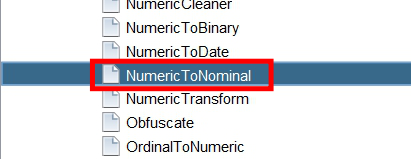 NumericCleaner
NumericToBinary
NumericToDate
NumericToNominal
NumericTransform
Obfuscate
OrdinalToNumeric